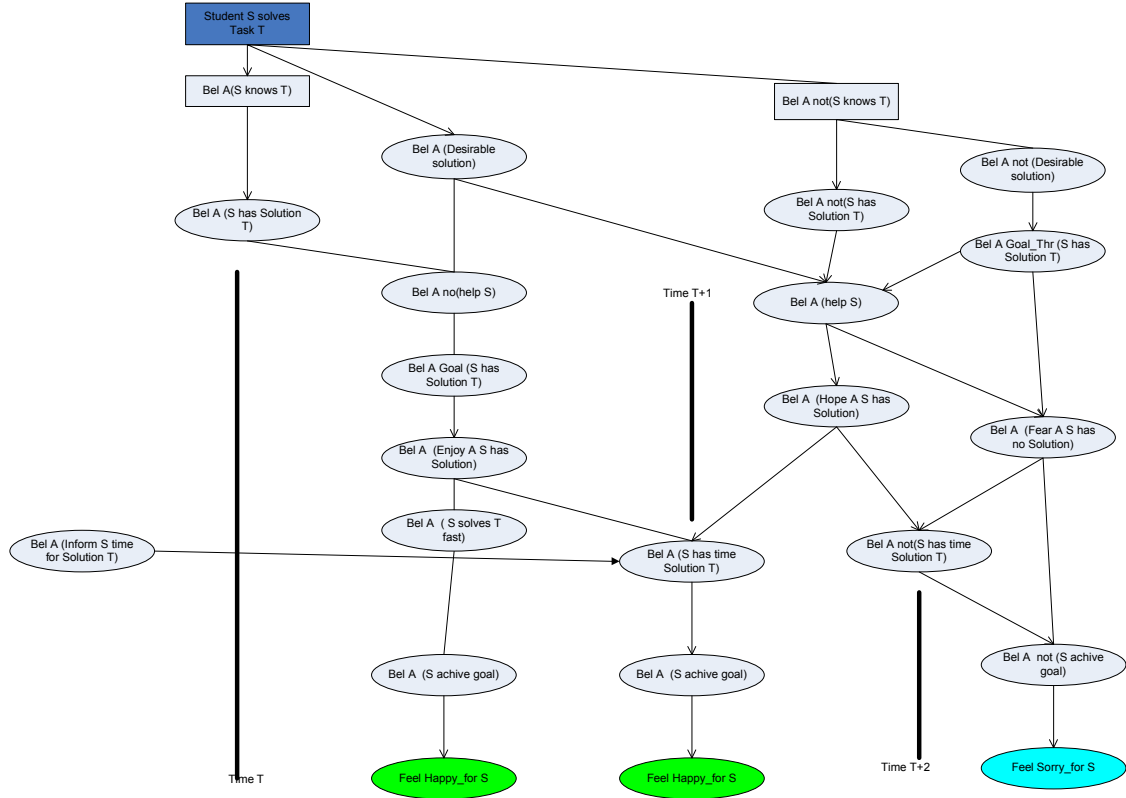 Student S solves
Task T
Bel A(S knows T)
Bel A not(S knows T)
Bel A (Desirable
solution)
Bel A not (Desirable
solution)
Bel A (S has Solution
T)
Bel A not(S has
Solution T)
Bel A Goal_Thr (S has
Solution T)
Bel A no(help S)
Time T+1
Bel A (help S)
Bel A Goal (S has
Solution T)
Bel A  (Hope A S has
Solution)
Bel A  (Fear A S has
no Solution)
Bel A  (Enjoy A S has
Solution)
Bel A  ( S solves T
fast)
Bel A (Inform S time
for Solution T)
Bel A (S has time
Solution T)
Bel A not(S has time
Solution T)
Bel A  (S achive goal)
Bel A  (S achive goal)
Bel A  not (S achive
goal)
Time T
Feel Happy_for S
Feel Happy_for S
Time T+2
Feel Sorry_for S